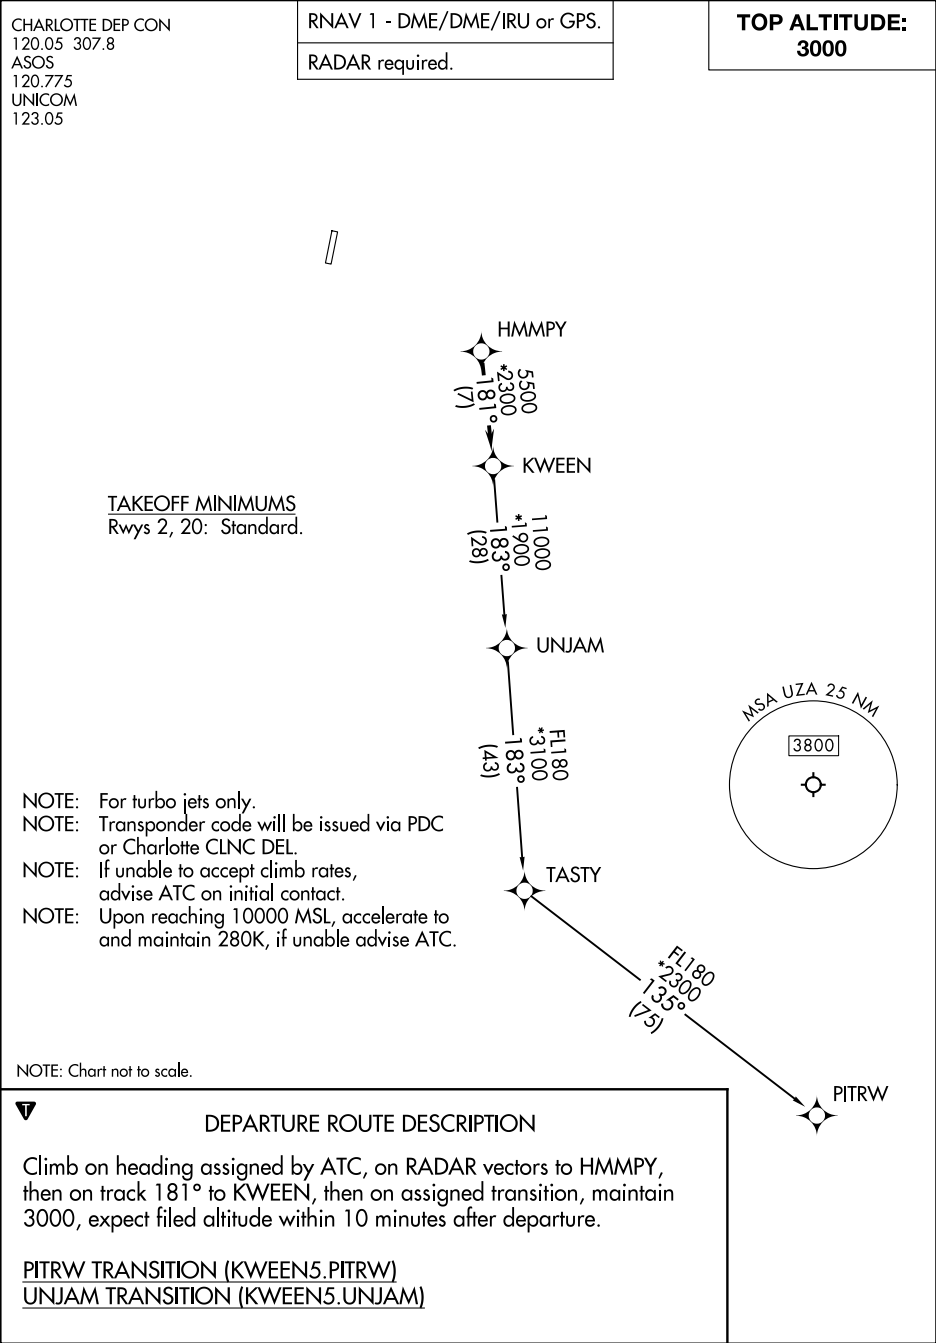 CHARLOTTE DEP CON
120.05 307.8
ASOS
120.775
UNICOM
123.05
RNAV 1 - DME/DME/IRU or GPS.
RADAR required.
TOP ALTITUDE:
3000
HMMPY
5500
*2300
181°
(7)
KWEEN
TAKEOFF MINIMUMS
Rwys 2, 20: Standard.
11000
*1900
183°
(28)
UNJAM
MSA UZA 25 NM
3800
FL180
*3100
183°
(43)
NOTE: For turbo jets only.
NOTE: Transponder code will be issued via PDC
or Charlotte CLNC DEL.
NOTE: If unable to accept climb rates,
advise ATC on initial contact.
NOTE: Upon reaching 10000 MSL, accelerate to
and maintain 280K, if unable advise ATC.
TASTY
FL180
*2300
135°
(75)
NOTE: Chart not to scale.
PITRW
T
DEPARTURE ROUTE DESCRIPTION
Climb on heading assigned by ATC, on RADAR vectors to HMMPY,
then on track 181° to KWEEN, then on assigned transition, maintain
3000, expect filed altitude within 10 minutes after departure.
PITRW TRANSITION (KWEEN5.PITRW)
UNJAM TRANSITION (KWEEN5.UNJAM)